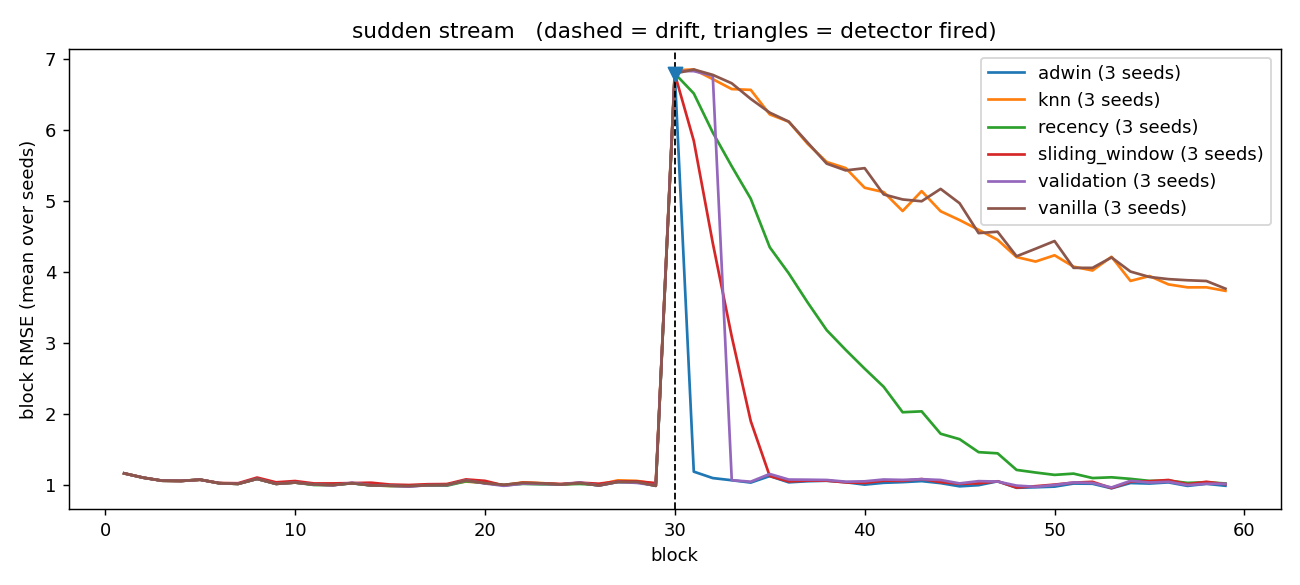 sudden stream   (dashed = drift, triangles = detector fired)
block RMSE (mean over seeds)
7
6
5
4
3
2
1
adwin (3 seeds)
knn (3 seeds)
recency (3 seeds)
sliding_window (3 seeds)
validation (3 seeds)
vanilla (3 seeds)
0 10 20 30 40 50 60
block